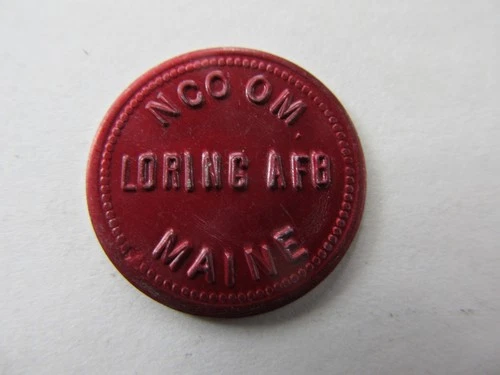 NCO OM,
LORING AFB
MAINE